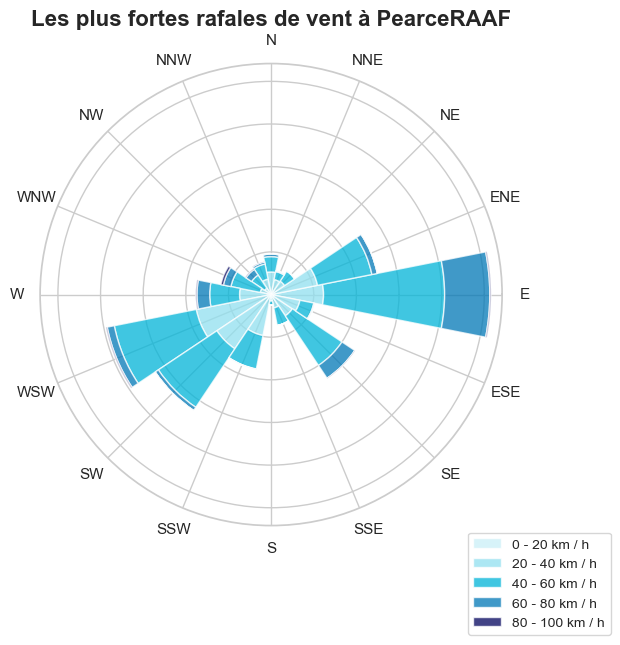 Les plus fortes rafales de vent à PearceRAAF
N
NNW
NNE
NW
NE
WNW
ENE
W
E
WSW
ESE
SW
SE
SSW
SSE
S
0 - 20 km / h
20 - 40 km / h
40 - 60 km / h
60 - 80 km / h
80 - 100 km / h